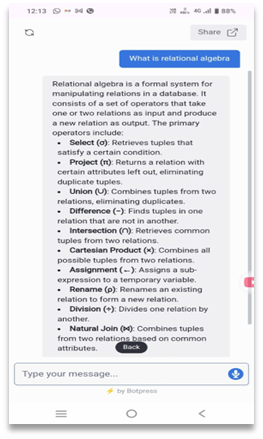 12:13
4G 88%
Share
What is relational algebra
Relational algebra is a formal system for
manipulating relations in a database. It
consists of a set of operators that take
one or two relations as input and produce
a new relation as output. The primary
operators include:
• Select (σ): Retrieves tuples that
satisfy a certain condition.
• Project (π): Returns a relation with
certain attributes left out, eliminating
duplicate tuples.
• Union (∪): Combines tuples from two
relations, eliminating duplicates.
• Difference (−): Finds tuples in one
relation that are not in another.
• Intersection (∩): Retrieves common
tuples from two relations.
• Cartesian Product (×): Combines all
possible tuples from two relations.
• Assignment (←): Assigns a sub-
expression to a temporary variable.
• Rename (ρ): Renames an existing
relation to form a new relation.
• Division (÷): Divides one relation by
another.
• Natural Join (⋈): Combines tuples
from two relations based on common
attributes.
Back
Type your message...
⚡ by Botpress